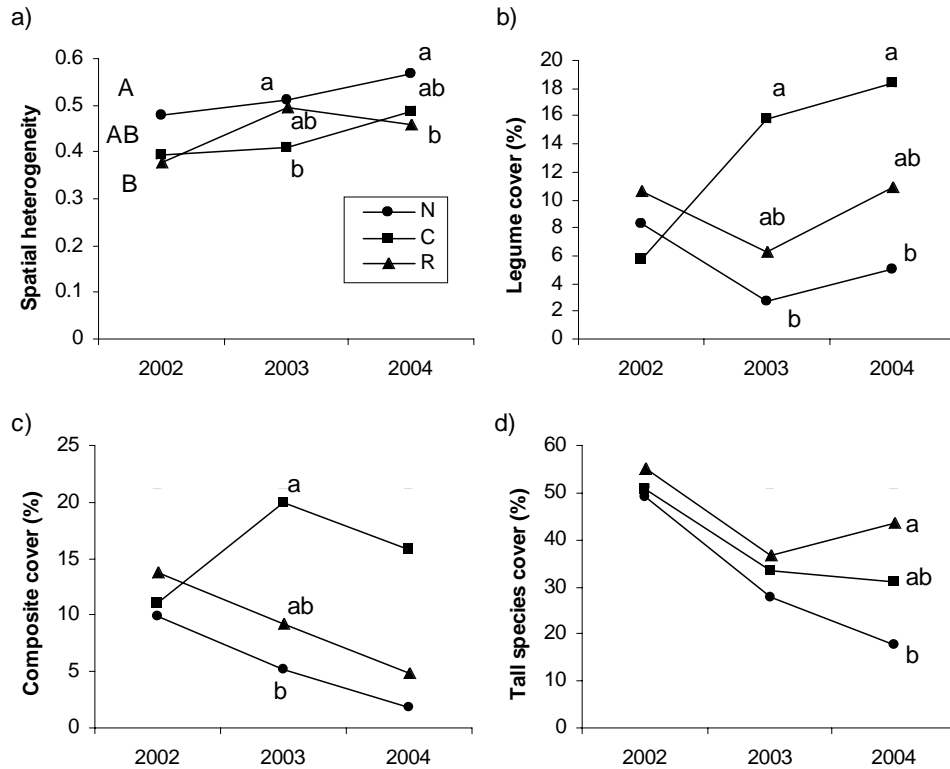 a)
0.6
0.5
0.4
0.3
0.2
0.1
0
Spatial heterogeneity
A
AB
B
a
ab
b
a
ab
b
N
C
R
2002 2003 2004
b)
20
18
16
14
12
10
8
6
4
2
0
Legume cover (%)
a
ab
b
a
ab
b
2002 2003 2004
c)
25
20
15
10
5
0
Composite cover (%)
a
ab
b
2002 2003 2004
d)
60
50
40
30
20
10
0
Tall species cover (%)
a
ab
b
2002 2003 2004